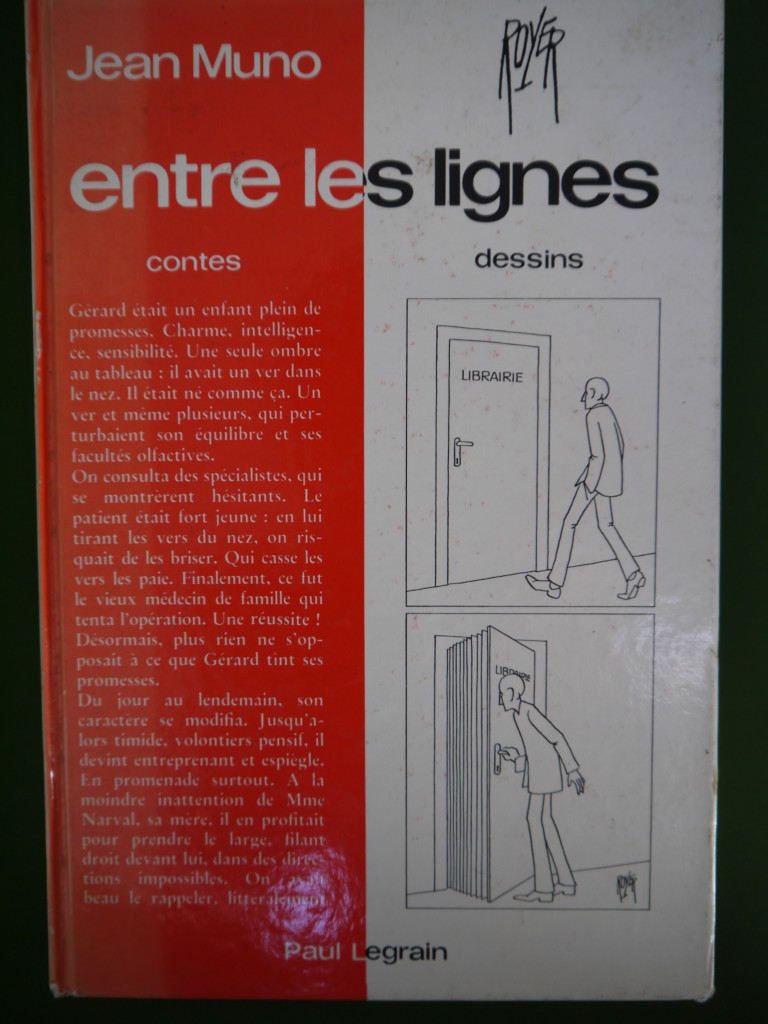 Jean Muno
ROYER
entre les lignes
contes
dessins
Gérard était un enfant plein de
promesses. Charme, intelligen-
ce, sensibilité. Une seule ombre
au tableau : il avait un ver dans
le nez. Il était né comme ça. Un
ver et même plusieurs, qui per-
turbaient son équilibre et ses
facultés olfactives.
On consulta des spécialistes, qui
se montrèrent hésitants. Le
patient était fort jeune : en lui
tirant les vers du nez, on ris-
quait de les briser. Qui casse les
vers les paie. Finalement, ce fut
le vieux médecin de famille qui
tenta l'opération. Une réussite !
Désormais, plus rien ne s'op-
posait à ce que Gérard tint ses
promesses.
Du jour au lendemain, son
caractère se modifia. Jusqu'a-
lors timide, volontiers pensif, il
devint entreprenant et espiègle.
En promenade surtout. A la
moindre inattention de Mme
Narval, sa mère, il en profitait
pour prendre le large, filant
droit devant lui, dans des direc-
tions impossibles. On avait
beau le rappeler, littéralement
LIBRAIRIE
LIBRAIRIE
ROYER
Paul Legrain